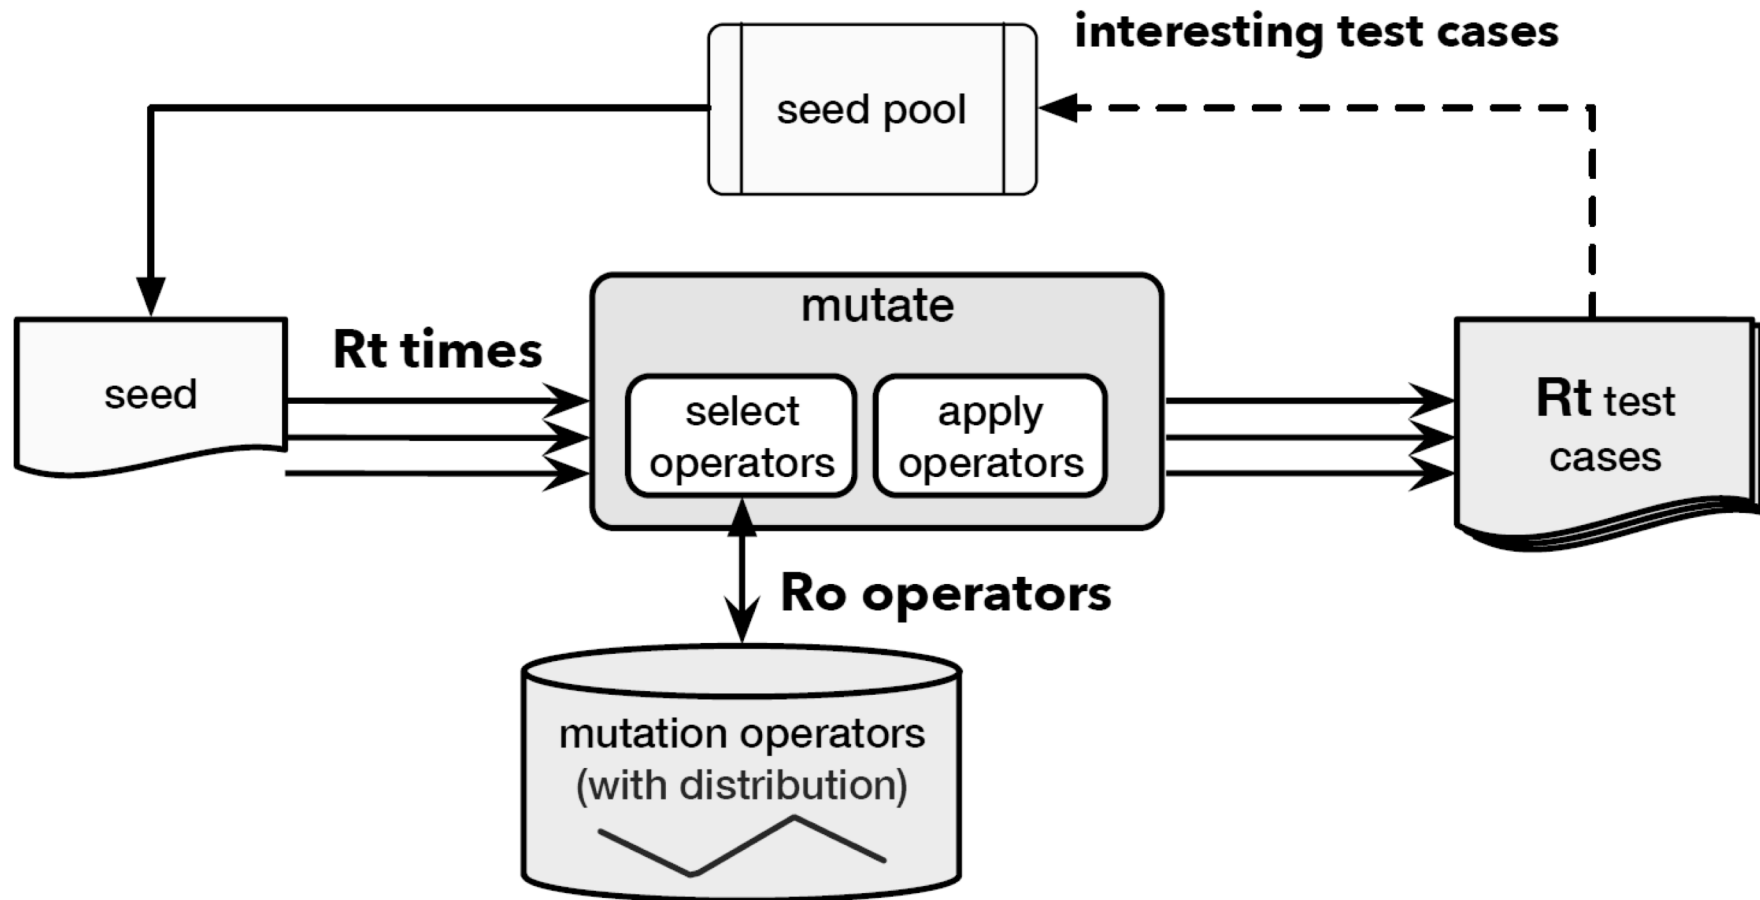 interesting test cases
seed pool
mutate
Rt times
seed
select
operators
apply
operators
Rt test
cases
Ro operators
mutation operators
(with distribution)